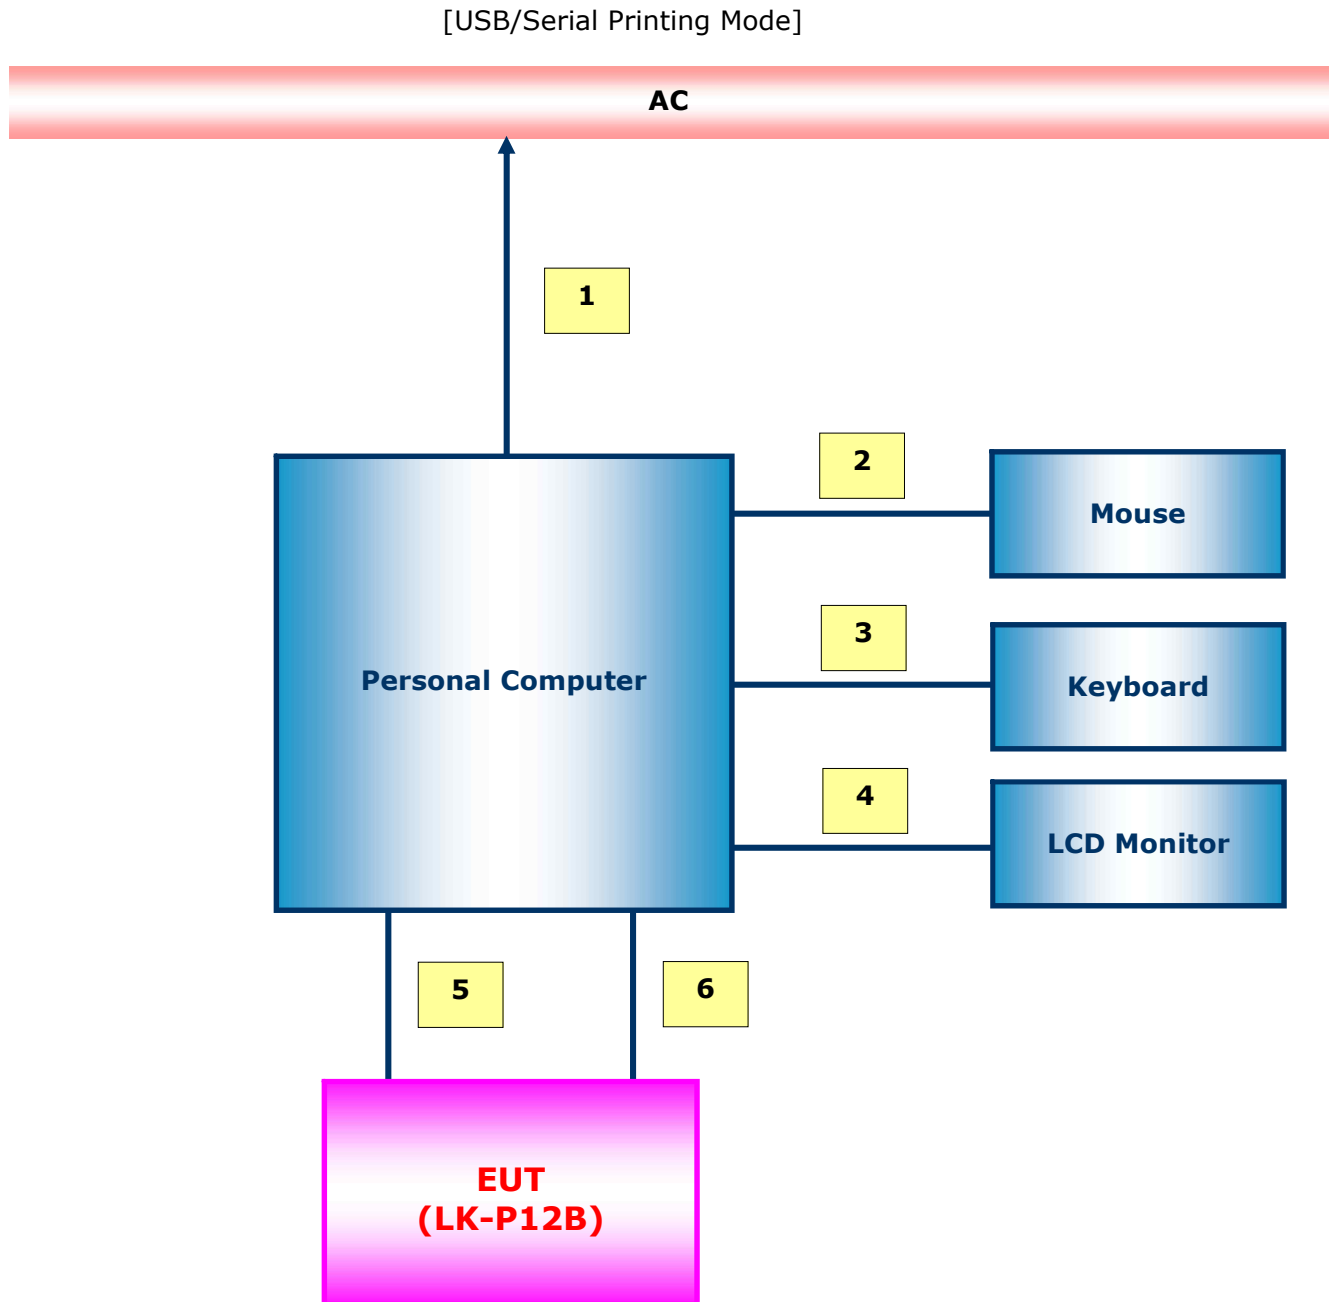 [USB/Serial Printing Mode]
AC
1
2
Mouse
3
Personal Computer
Keyboard
4
LCD Monitor
5
6
EUT
(LK-P12B)